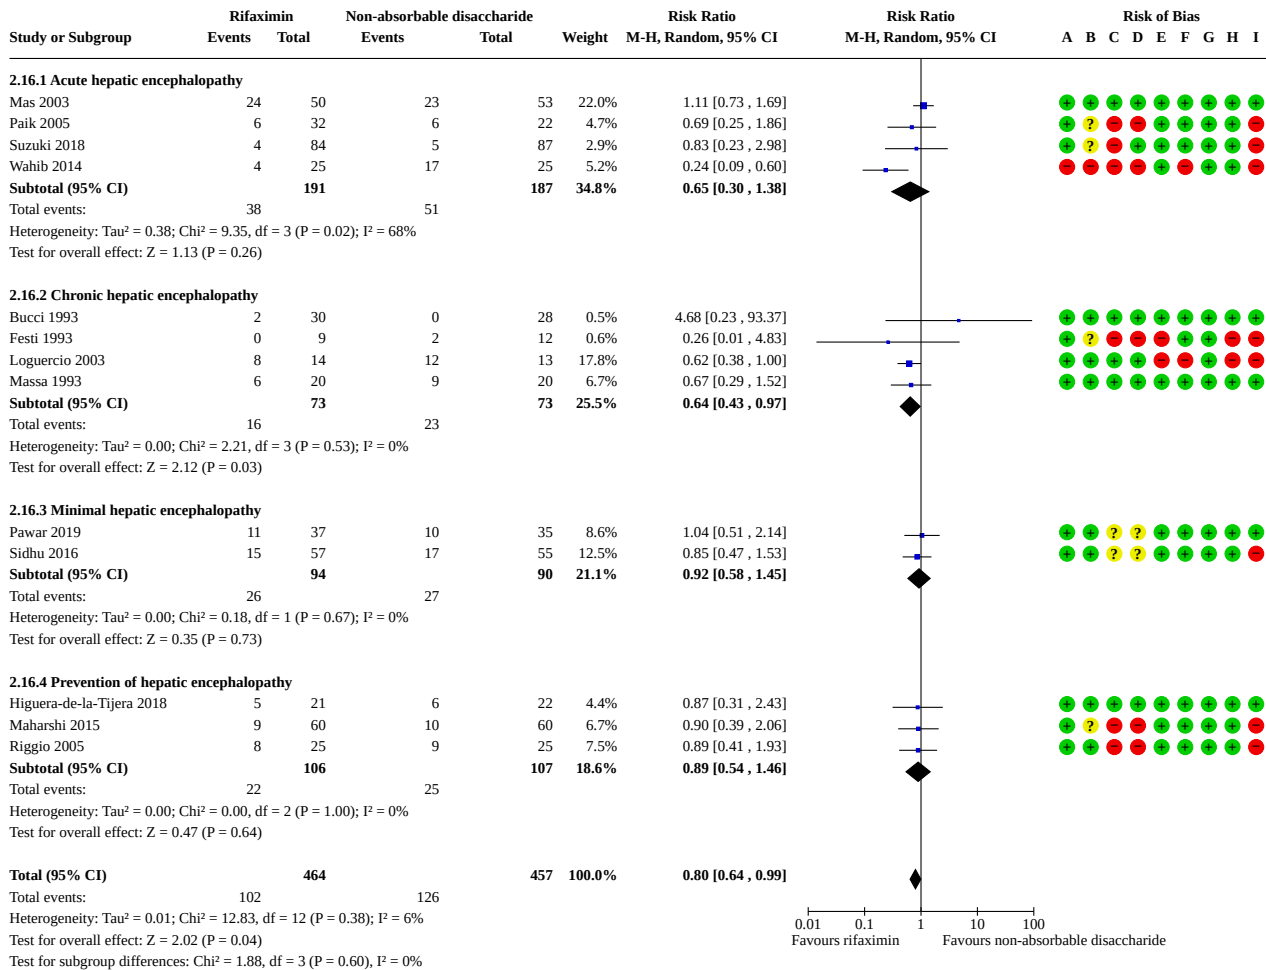 Rifaximin Non-absorbable disaccharide Risk Ratio Risk Ratio Risk of Bias
Study or Subgroup Events Total Events Total Weight M-H, Random, 95% CI M-H, Random, 95% CI A B C D E F G H I
2.16.1 Acute hepatic encephalopathy
Mas 2003 24 50 23 53 22.0% 1.11 [0.73 , 1.69] + + + + + + + + +
Paik 2005 6 32 6 22 4.7% 0.69 [0.25 , 1.86] + ? − − + + + + −
Suzuki 2018 4 84 5 87 2.9% 0.83 [0.23 , 2.98] + ? − + + + + + −
Wahib 2014 4 25 17 25 5.2% 0.24 [0.09 , 0.60] − − − − + − + + −
Subtotal (95% CI) 191 187 34.8% 0.65 [0.30 , 1.38]
Total events: 38 51
Heterogeneity: Tau² = 0.38; Chi² = 9.35, df = 3 (P = 0.02); I² = 68%
Test for overall effect: Z = 1.13 (P = 0.26)
2.16.2 Chronic hepatic encephalopathy
Bucci 1993 2 30 0 28 0.5% 4.68 [0.23 , 93.37] + + + + + + + + +
Festi 1993 0 9 2 12 0.6% 0.26 [0.01 , 4.83] + ? − − − + + − −
Loguercio 2003 8 14 12 13 17.8% 0.62 [0.38 , 1.00] + + + + − − + − −
Massa 1993 6 20 9 20 6.7% 0.67 [0.29 , 1.52] + + + + + + + + +
Subtotal (95% CI) 73 73 25.5% 0.64 [0.43 , 0.97]
Total events: 16 23
Heterogeneity: Tau² = 0.00; Chi² = 2.21, df = 3 (P = 0.53); I² = 0%
Test for overall effect: Z = 2.12 (P = 0.03)
2.16.3 Minimal hepatic encephalopathy
Pawar 2019 11 37 10 35 8.6% 1.04 [0.51 , 2.14] + + ? ? + + + + +
Sidhu 2016 15 57 17 55 12.5% 0.85 [0.47 , 1.53] + + ? ? + + + + −
Subtotal (95% CI) 94 90 21.1% 0.92 [0.58 , 1.45]
Total events: 26 27
Heterogeneity: Tau² = 0.00; Chi² = 0.18, df = 1 (P = 0.67); I² = 0%
Test for overall effect: Z = 0.35 (P = 0.73)
2.16.4 Prevention of hepatic encephalopathy
Higuera-de-la-Tijera 2018 5 21 6 22 4.4% 0.87 [0.31 , 2.43] + + + + + + + + +
Maharshi 2015 9 60 10 60 6.7% 0.90 [0.39 , 2.06] + ? − − + + + + −
Riggio 2005 8 25 9 25 7.5% 0.89 [0.41 , 1.93] + + − − + + + + −
Subtotal (95% CI) 106 107 18.6% 0.89 [0.54 , 1.46]
Total events: 22 25
Heterogeneity: Tau² = 0.00; Chi² = 0.00, df = 2 (P = 1.00); I² = 0%
Test for overall effect: Z = 0.47 (P = 0.64)
Total (95% CI) 464 457 100.0% 0.80 [0.64 , 0.99]
Total events: 102 126
Heterogeneity: Tau² = 0.01; Chi² = 12.83, df = 12 (P = 0.38); I² = 6%
Test for overall effect: Z = 2.02 (P = 0.04)
Test for subgroup differences: Chi² = 1.88, df = 3 (P = 0.60), I² = 0%
0.01 0.1 1 10 100
Favours rifaximin Favours non-absorbable disaccharide